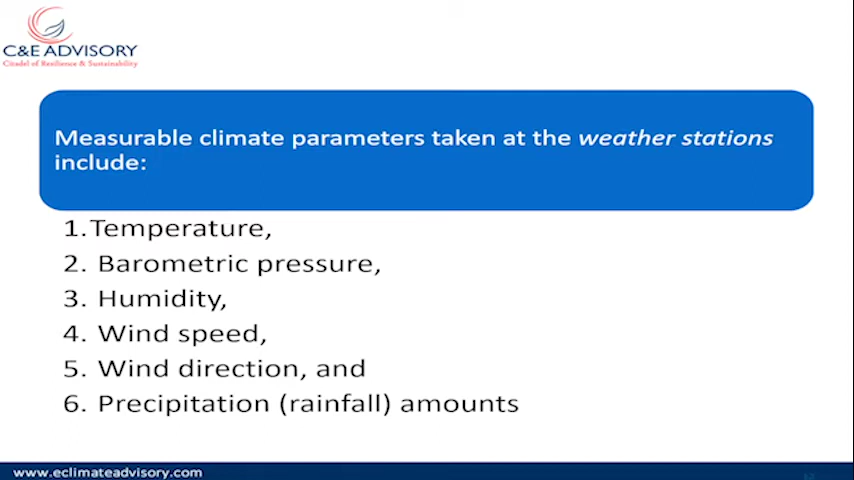 C&E ADVISORY
Citadel of Resilience & Sustainability
Measurable climate parameters taken at the weather stations
include:
1.Temperature,
2. Barometric pressure,
3. Humidity,
4. Wind speed,
5. Wind direction, and
6. Precipitation (rainfall) amounts
www.eclimateadvisory.com